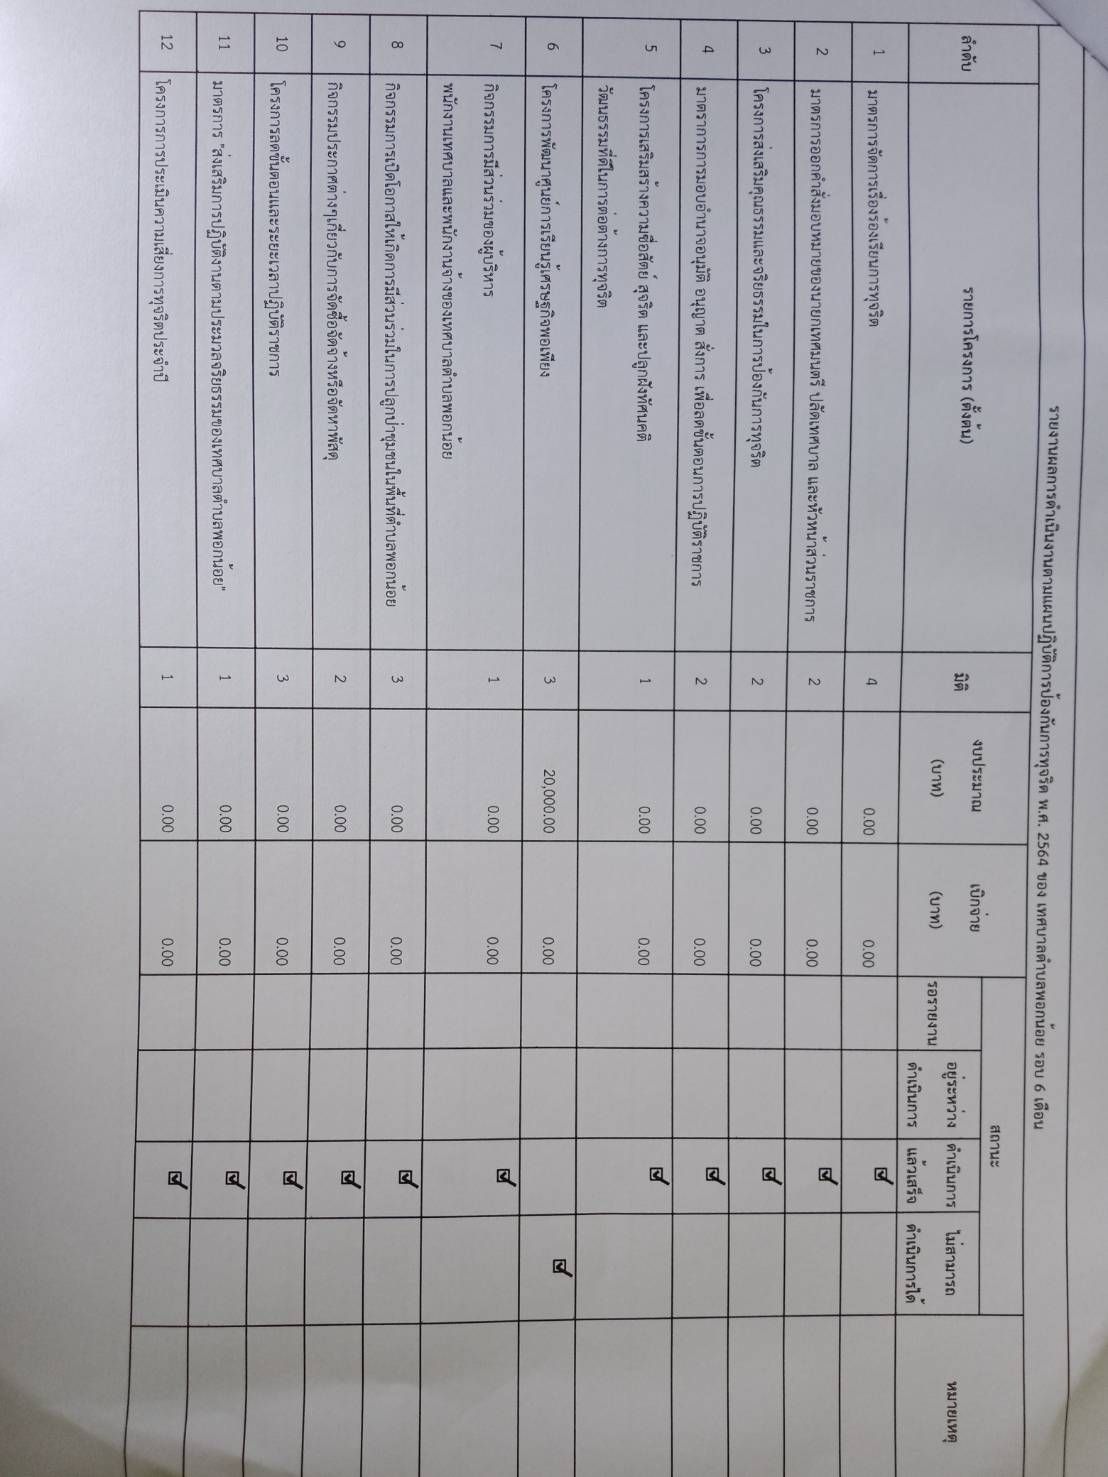 รายงานผลการดำเนินงานตามแผนปฏิบัติการป้องกันการทุจริต พ.ศ. 2564 ของ เทศบาลตำบลพอกน้อย รอบ 6 เดือน
ลำดับ รายการโครงการ (ตั้งต้น) มิติ งบประมาณ (บาท) เบิกจ่าย (บาท) สถานะ หมายเหตุ
รอรายงาน อยู่ระหว่างดำเนินการ ดำเนินการแล้วเสร็จ ไม่สามารถดำเนินการได้
1 มาตรการจัดการเรื่องร้องเรียนการทุจริต 4 0.00 0.00 ☑
2 มาตรการออกคำสั่งมอบหมายของนายกเทศมนตรี ปลัดเทศบาล และหัวหน้าส่วนราชการ 2 0.00 0.00 ☑
3 โครงการส่งเสริมคุณธรรมและจริยธรรมในการป้องกันการทุจริต 2 0.00 0.00 ☑
4 มาตราการการมอบอำนาจอนุมัติ อนุญาต สั่งการ เพื่อลดขั้นตอนการปฏิบัติราชการ 2 0.00 0.00 ☑
5 โครงการเสริมสร้างความซื่อสัตย์ สุจริต และปลูกฝังทัศนคติ 1 0.00 0.00 ☑
วัฒนธรรมที่ดีในการต่อต้างการทุจริต
6 โครงการพัฒนาศูนย์การเรียนรู้เศรษฐกิจพอเพียง 3 20,000.00 0.00 ☑
7 กิจกรรมการมีส่วนร่วมของผู้บริหาร 1 0.00 0.00 ☑
พนักงานเทศบาลและพนักงานจ้างของเทศบาลตำบลพอกน้อย
8 กิจกรรมการเปิดโอกาสให้เกิดการมีส่วนร่วมในการปลูกป่าชุมชนในพื้นที่ตำบลพอกน้อย 3 0.00 0.00 ☑
9 กิจกรรมประกาศต่างๆเกี่ยวกับการจัดซื้อจัดจ้างหรือจัดหาพัสดุ 2 0.00 0.00 ☑
10 โครงการลดขั้นตอนและระยะเวลาปฏิบัติราชการ 3 0.00 0.00 ☑
11 มาตรการ "ส่งเสริมการปฏิบัติงานตามประมวลจริยธรรมของเทศบาลตำบลพอกน้อย" 1 0.00 0.00 ☑
12 โครงการการประเมินความเสี่ยงการทุจริตประจำปี 1 0.00 0.00 ☑